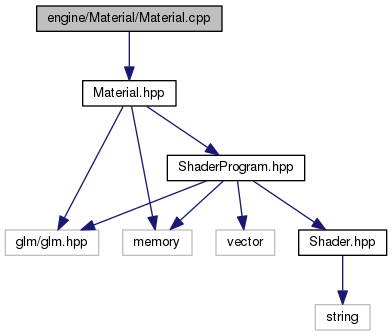 engine/Material/Material.cpp
Material.hpp
ShaderProgram.hpp
glm/glm.hpp
memory
vector
Shader.hpp
string